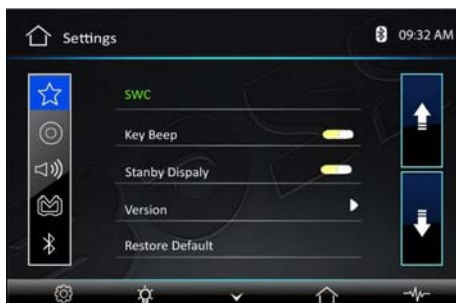 Settings
09:32 AM
SWC
Key Beep
Stanby Dispaly
Version
Restore Default